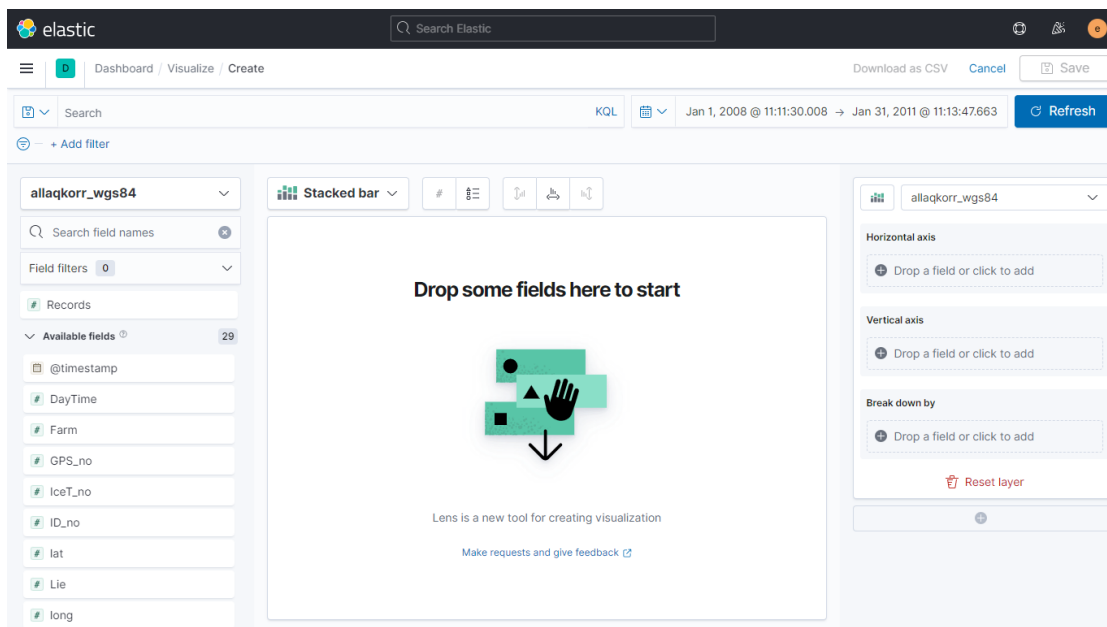 elastic
Search Elastic
e
D
Dashboard / Visualize / Create
Download as CSV
Cancel
Save
Search
KQL
Jan 1, 2008 @ 11:11:30.008 → Jan 31, 2011 @ 11:13:47.663
Refresh
+ Add filter
allaqkorr_wgs84
Search field names
Field filters 0
# Records
Available fields ? 29
@timestamp
# DayTime
# Farm
# GPS_no
# IceT_no
# ID_no
# lat
# Lie
# long
Stacked bar
#
Drop some fields here to start
Lens is a new tool for creating visualization
Make requests and give feedback
allaqkorr_wgs84
Horizontal axis
Drop a field or click to add
Vertical axis
Drop a field or click to add
Break down by
Drop a field or click to add
Reset layer